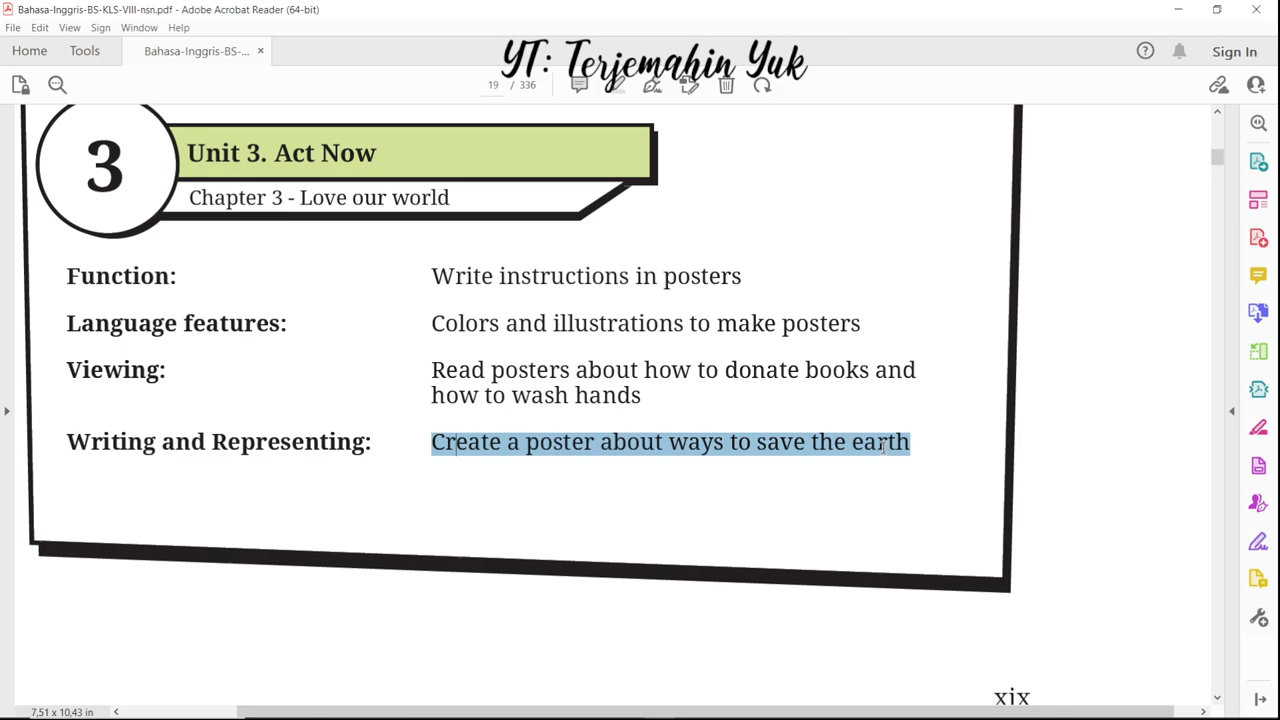 Bahasa-Inggris-BS-KLS-VIII-nsn.pdf - Adobe Acrobat Reader (64-bit)
File Edit View Sign Window Help
Home Tools Bahasa-Inggris-BS-... × Sign In
YT: Terjemahin Yuk
19 / 336
3
Unit 3. Act Now
Chapter 3 - Love our world
Function: Write instructions in posters
Language features: Colors and illustrations to make posters
Viewing: Read posters about how to donate books and
how to wash hands
Writing and Representing: Create a poster about ways to save the earth
xix
7,51 x 10,43 in